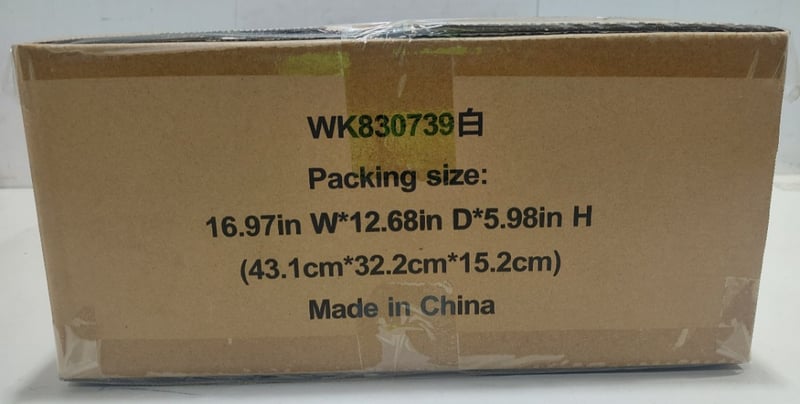 WK830739白
Packing size:
16.97in W*12.68in D*5.98in H
(43.1cm*32.2cm*15.2cm)
Made in China